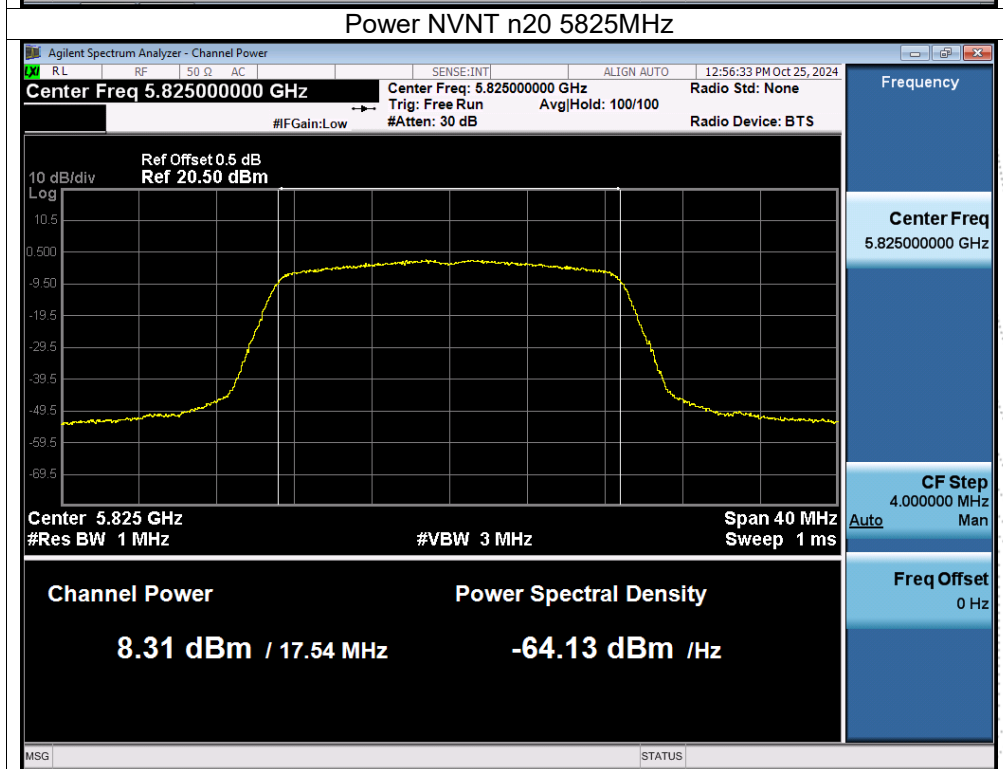 Power NVNT n20 5825MHz
Agilent Spectrum Analyzer - Channel Power
LXI RL RF 50 Ω AC SENSE:INT ALIGN AUTO 12:56:33 PM Oct 25, 2024
Center Freq 5.825000000 GHz
Center Freq: 5.825000000 GHz Radio Std: None
Trig: Free Run Avg|Hold: 100/100
#IFGain:Low #Atten: 30 dB Radio Device: BTS
Frequency
Ref Offset 0.5 dB
10 dB/div Ref 20.50 dBm
Log
10.5
0.500
-9.50
-19.5
-29.5
-39.5
-49.5
-59.5
-69.5
Center 5.825 GHz Span 40 MHz
#Res BW 1 MHz #VBW 3 MHz Sweep 1 ms
Channel Power Power Spectral Density
8.31 dBm / 17.54 MHz -64.13 dBm /Hz
Center Freq
5.825000000 GHz
CF Step
4.000000 MHz
Auto Man
Freq Offset
0 Hz
MSG STATUS